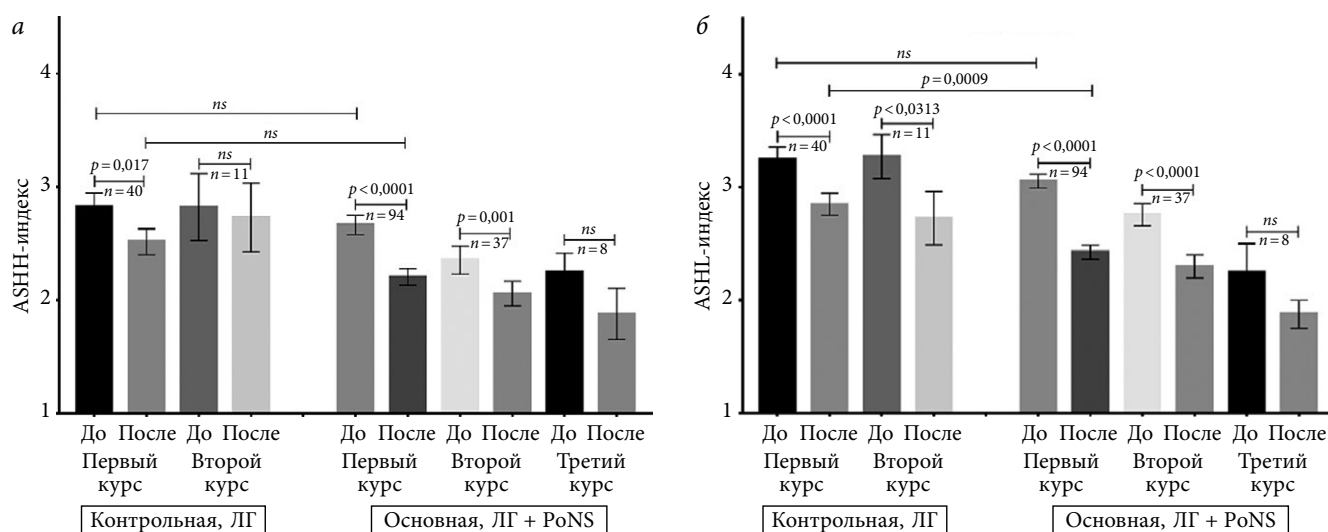 а
ASHH-индекс
4
3
2
1
ns
ns
p=0,017
n=40
ns
n=11
p<0,0001
n=94
p=0,001
n=37
ns
n=8
До После До После До После До После До После
Первый курс Второй курс Первый курс Второй курс Третий курс
Контрольная, ЛГ Основная, ЛГ + PoNS
б
ASHL-индекс
4
3
2
1
ns
p=0,0009
p<0,0001
n=40
p<0,0313
n=11
p<0,0001
n=94
p<0,0001
n=37
ns
n=8
До После До После До После До После До После
Первый курс Второй курс Первый курс Второй курс Третий курс
Контрольная, ЛГ Основная, ЛГ + PoNS